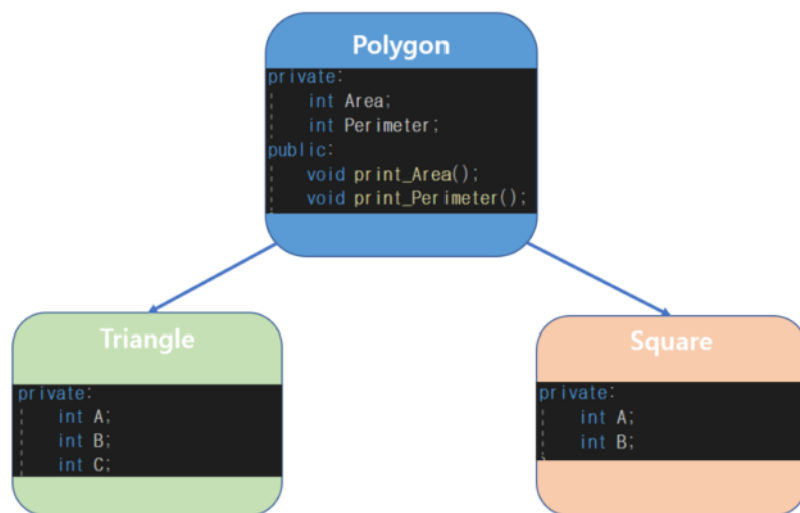 Polygon
private:
int Area;
int Perimeter;
public:
void print_Area();
void print_Perimeter();
Triangle
private:
int A;
int B;
int C;
Square
private:
int A;
int B;